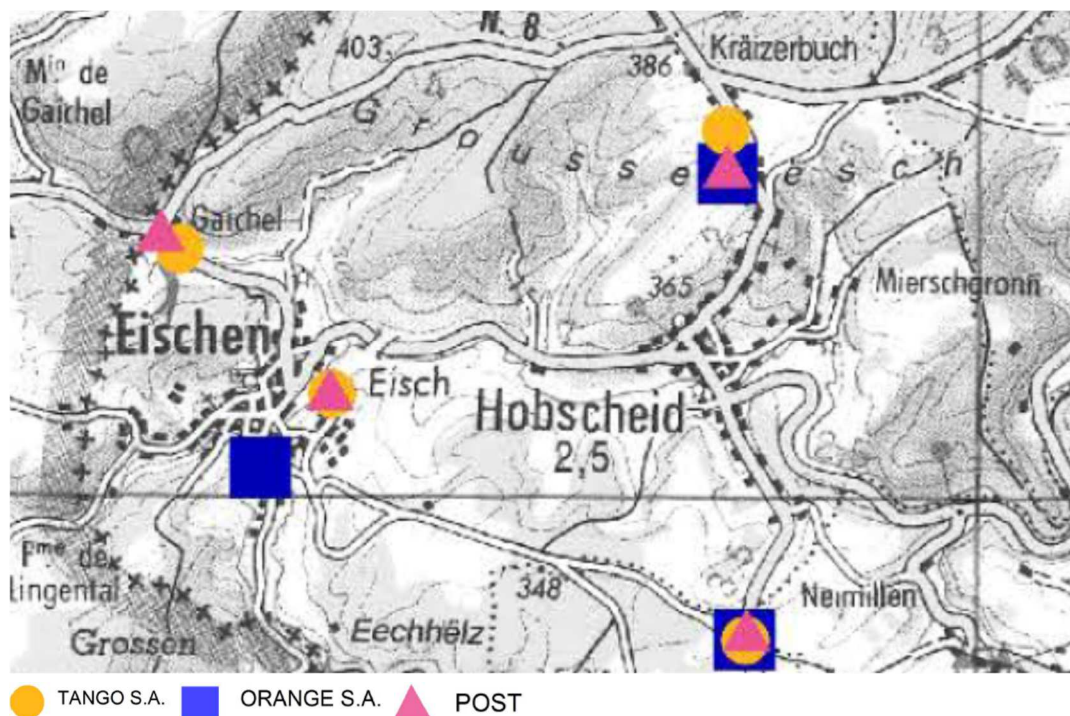 N. 8
403
Kräizerbuch
386
Min de
Gaichel
G r o u s s e e s c h
Gaichel
365
Mierschgronn
Eischen
Eisch
Hobscheid
2,5
Fme de
Lingental
348
Neimillen
Grossen
Eechhëlz
TANGO S.A. ORANGE S.A. POST